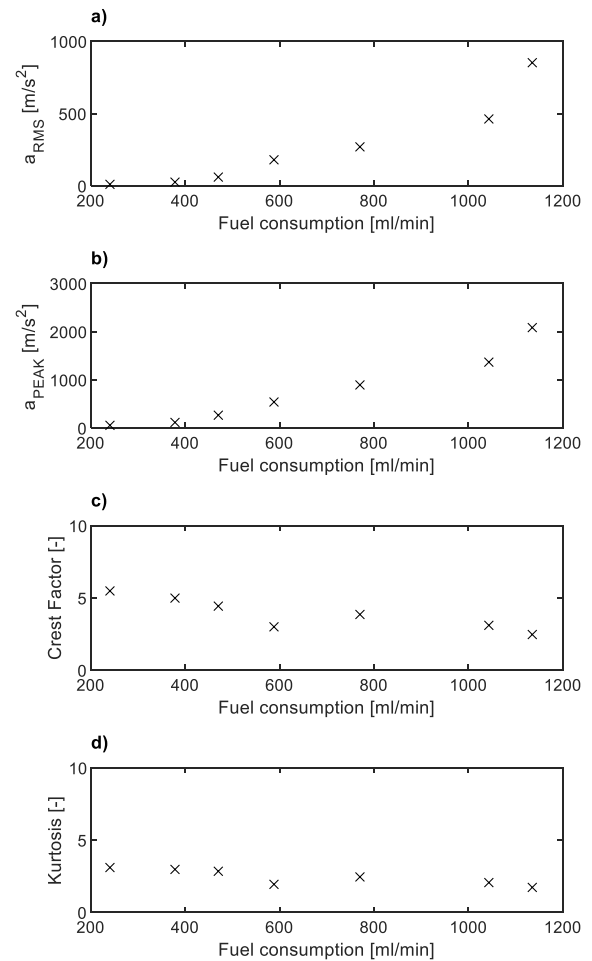 a)
1000
500
0
a_RMS [m/s²]
200 400 600 800 1000 1200
Fuel consumption [ml/min]
b)
3000
2000
1000
0
a_PEAK [m/s²]
200 400 600 800 1000 1200
Fuel consumption [ml/min]
c)
10
5
0
Crest Factor [-]
200 400 600 800 1000 1200
Fuel consumption [ml/min]
d)
10
5
0
Kurtosis [-]
200 400 600 800 1000 1200
Fuel consumption [ml/min]